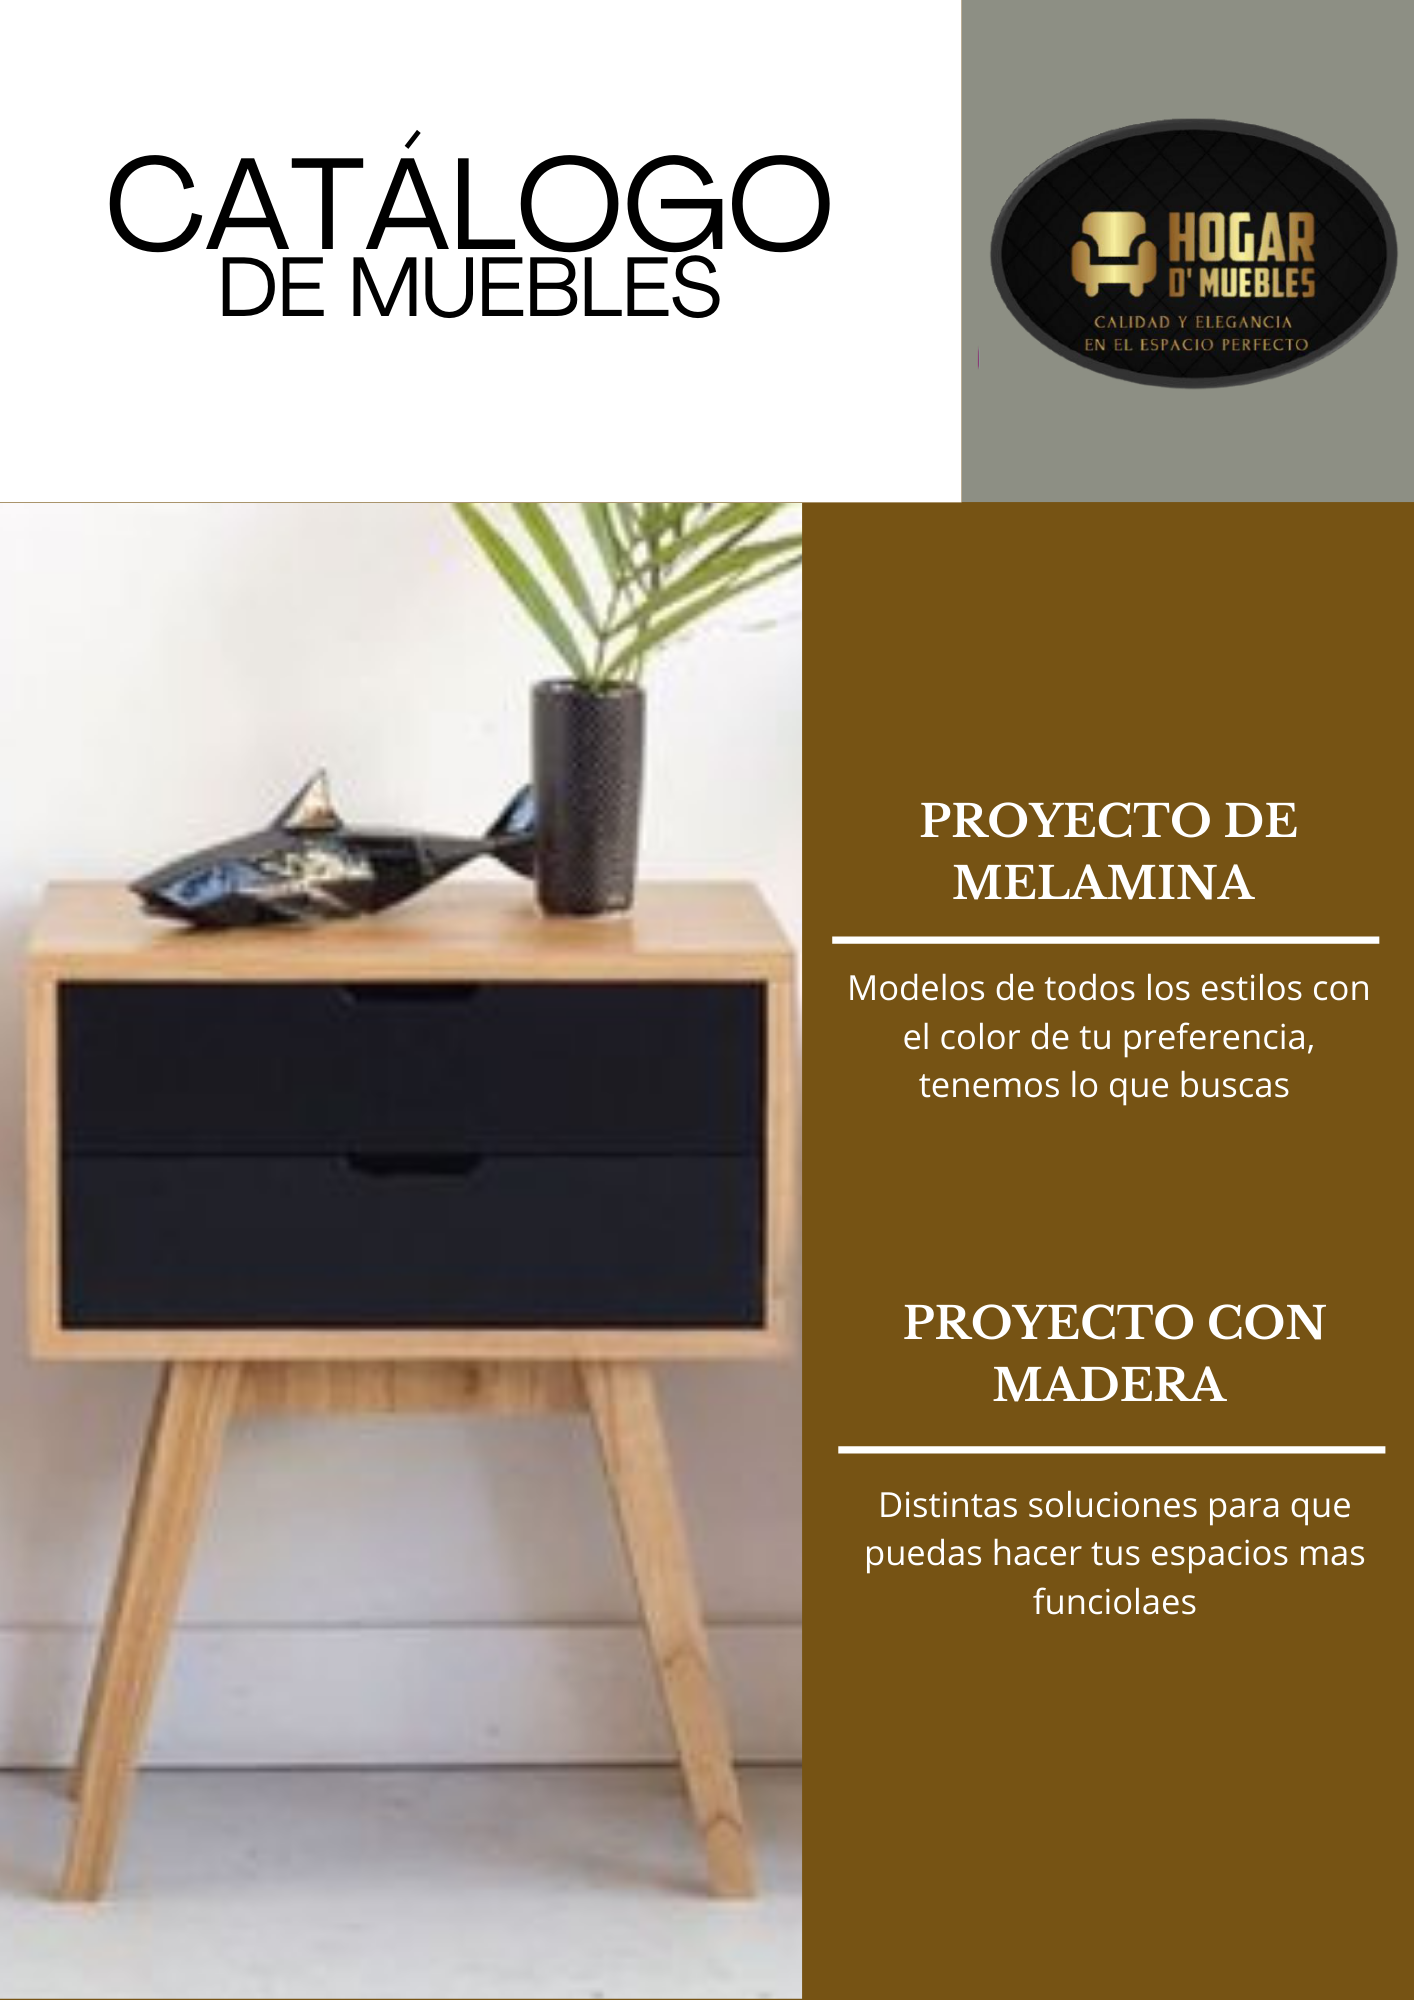 CATÁLOGO
DE MUEBLES
HOGAR
D' MUEBLES
CALIDAD Y ELEGANCIA
EN EL ESPACIO PERFECTO
PROYECTO DE
MELAMINA
Modelos de todos los estilos con
el color de tu preferencia,
tenemos lo que buscas
PROYECTO CON
MADERA
Distintas soluciones para que
puedas hacer tus espacios mas
funciolaes